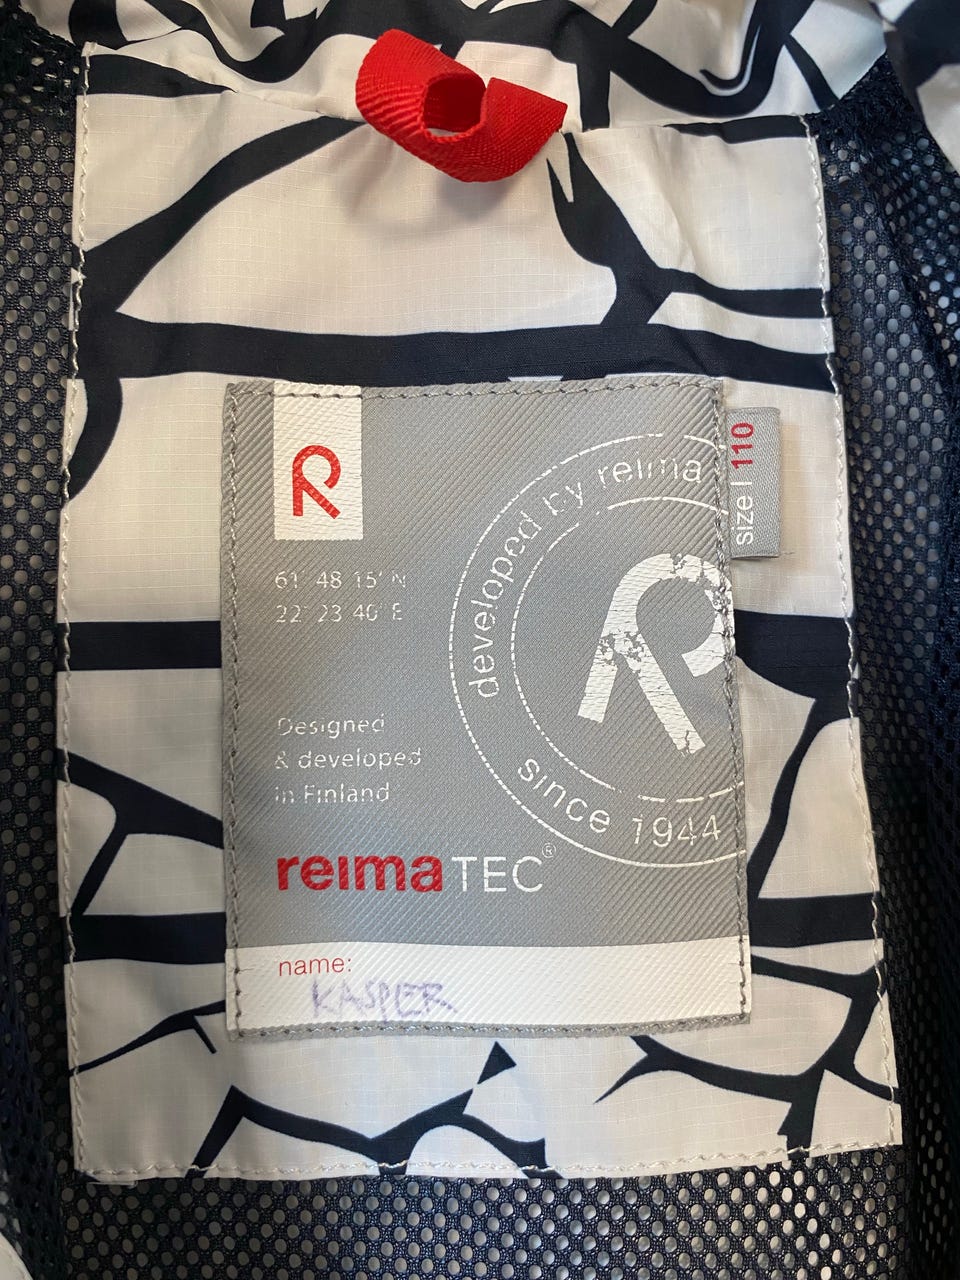 R
61° 48' 15" N
22° 23' 40" E
Designed
& developed
in Finland
reimaTEC®
name:
KASPER
developed by reima
R
since 1944
size | 110